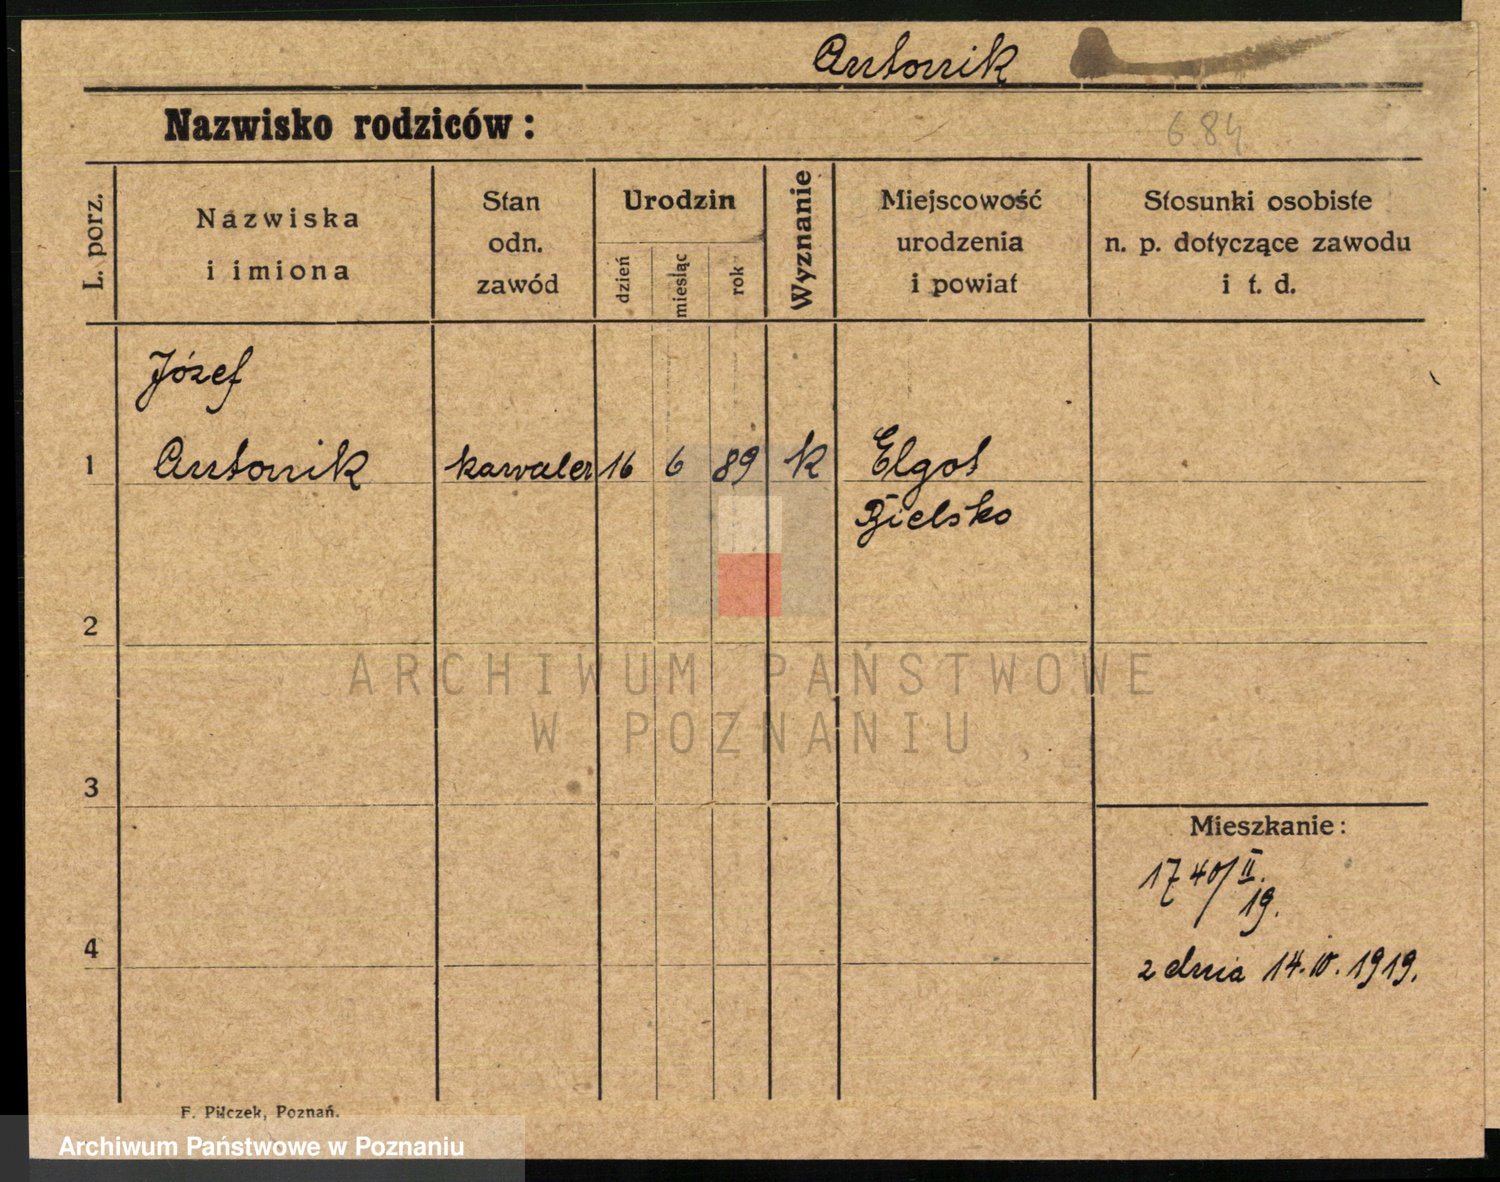 Antonik
Nazwisko rodziców:
684
L. porz.
Nazwiska
i imiona
Stan
odn.
zawód
Urodzin
dzień
miesiąc
rok
Wyznanie
Miejscowość
urodzenia
i powiat
Stosunki osobiste
n. p. dotyczące zawodu
i t. d.
Józef
1 Antonik kawaler 16 6 89 k Elgot
Bielsko
2
ARCHIWUM PAŃSTWOWE
W POZNANIU
3
Mieszkanie:
1740/II.
19.
4
z dnia 14.IV.1919.
F. Pilczek, Poznań.
Archiwum Państwowe w Poznaniu